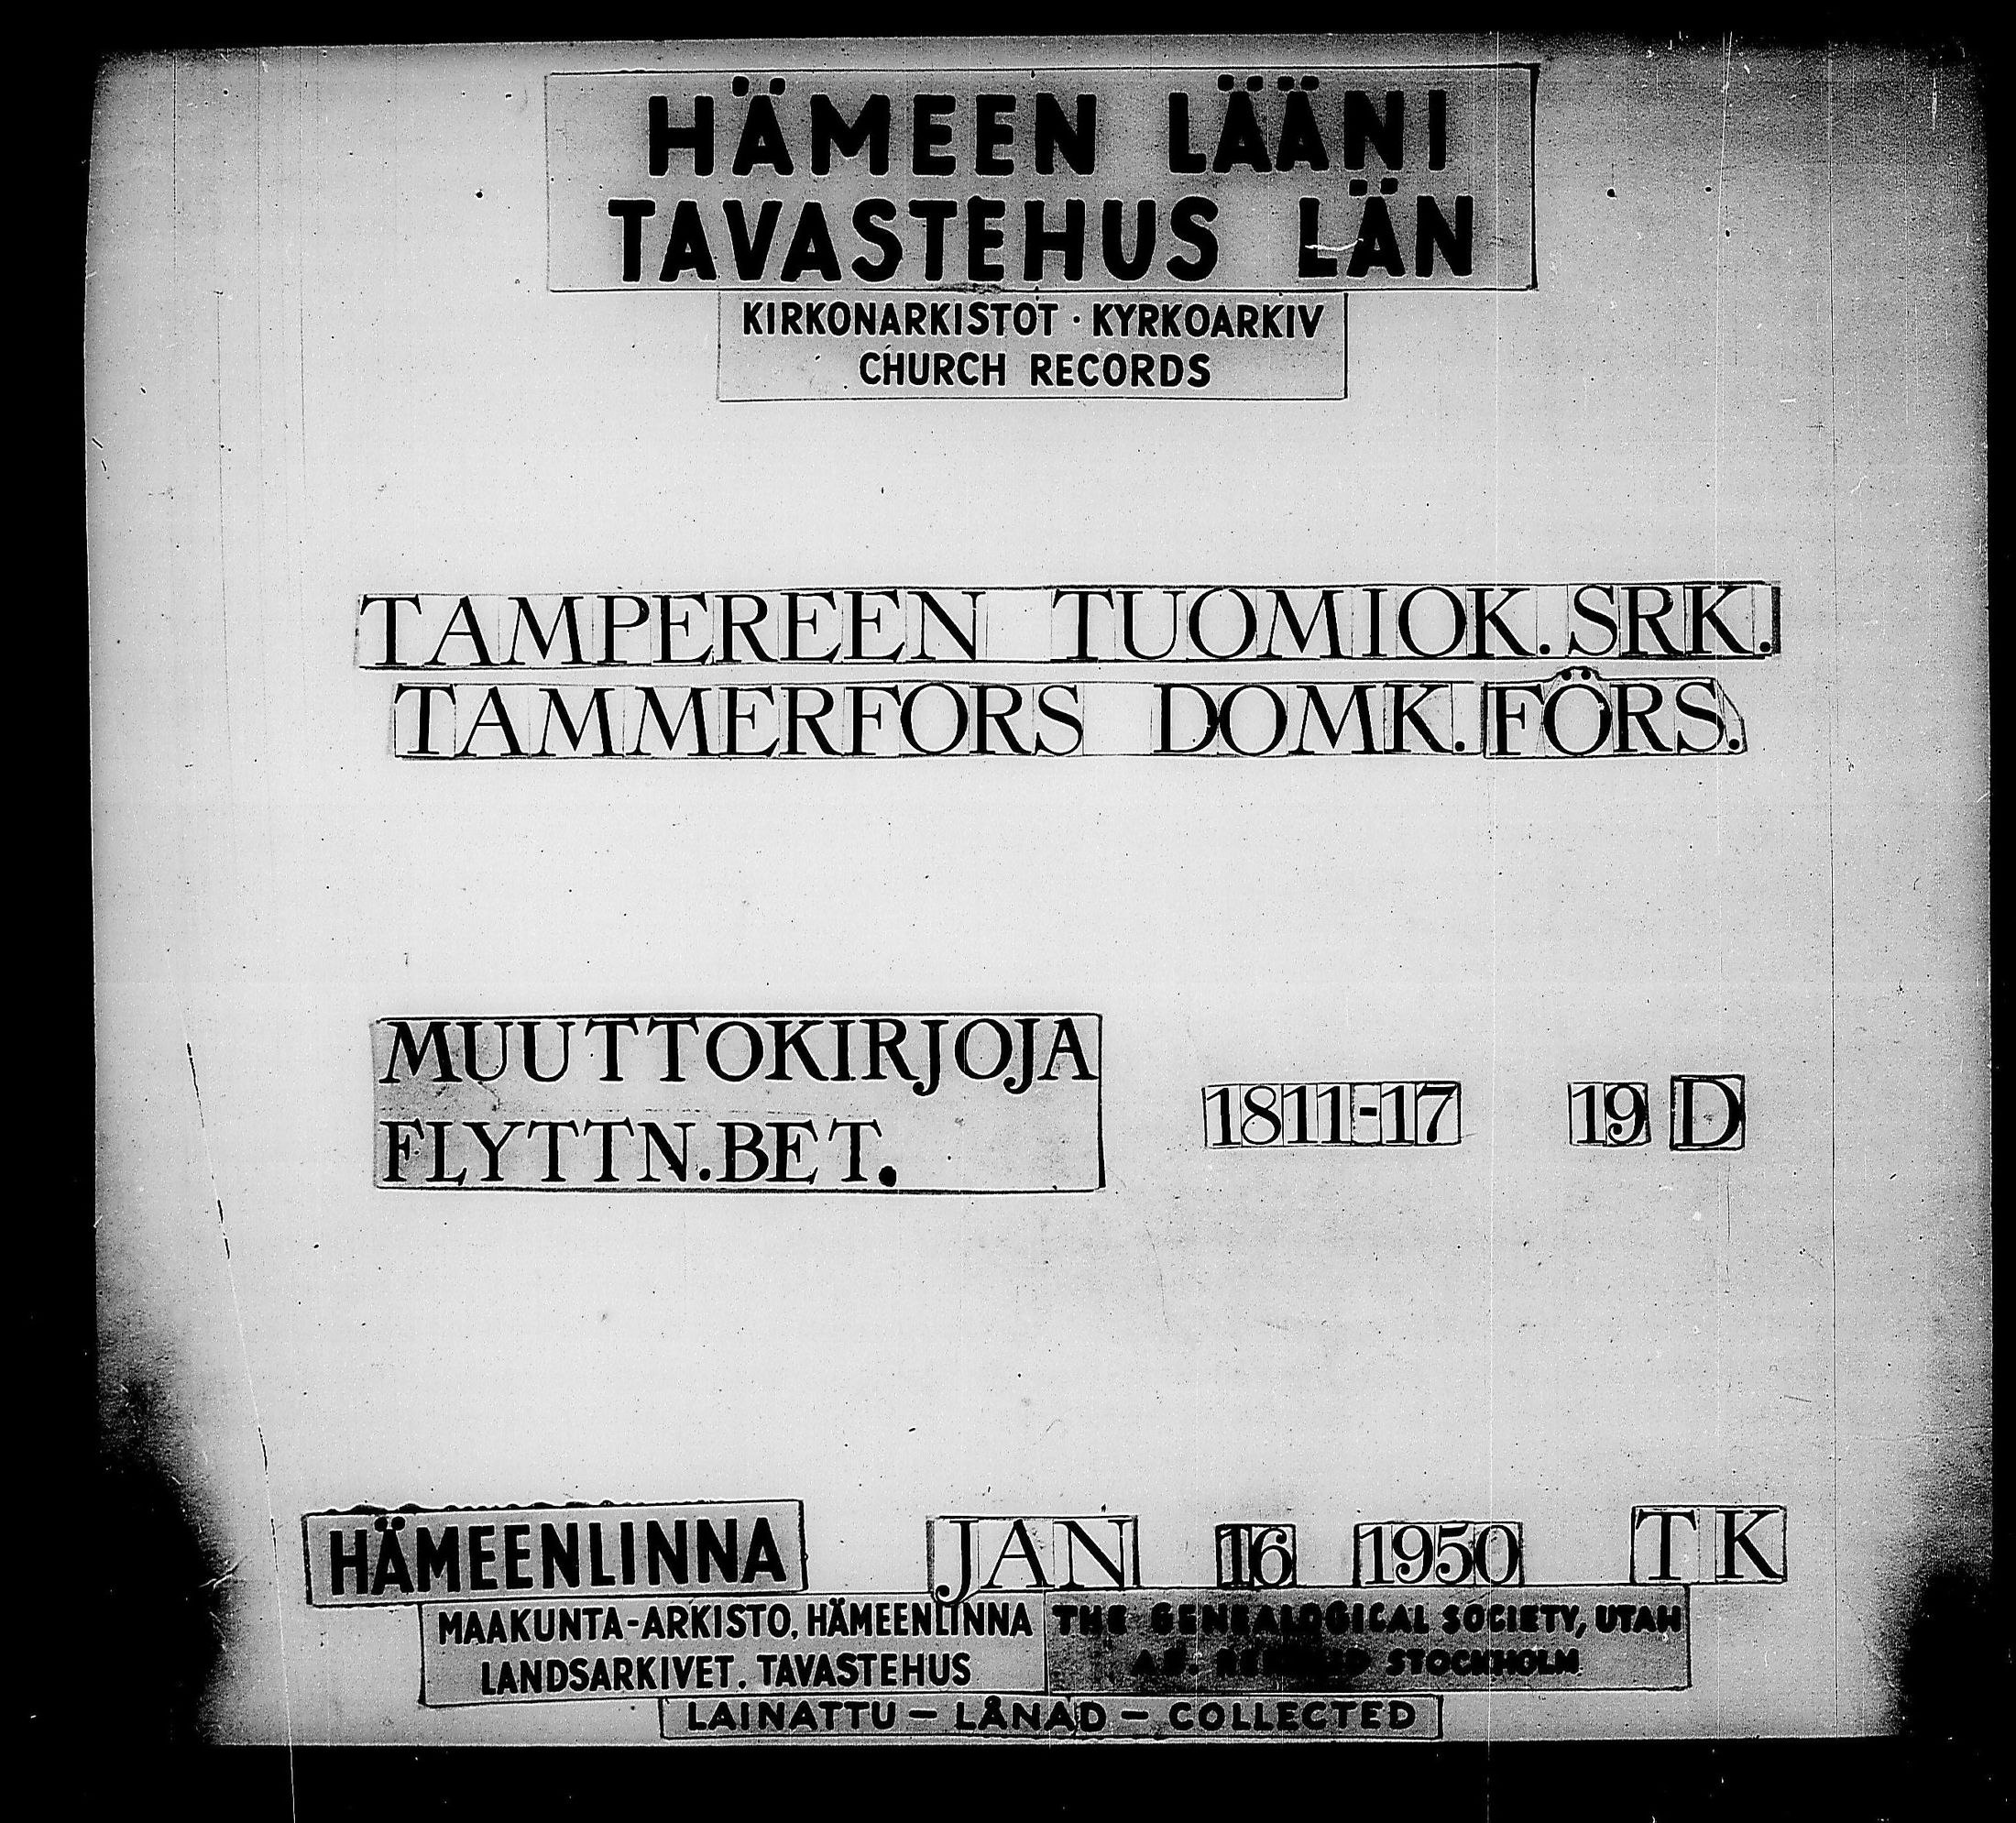 HÄMEEN LÄÄNI
TAVASTEHUS LÄN
KIRKONARKISTOT · KYRKOARKIV
CHURCH RECORDS
TAMPEREEN TUOMIOK. SRK.
TAMMERFORS DOMK. FÖRS.
MUUTTOKIRJOJA
FLYTTN.BET.
1811-17 19 D
HÄMEENLINNA JAN 16 1950 TK
MAAKUNTA-ARKISTO, HÄMEENLINNA
LANDSARKIVET, TAVASTEHUS
THE GENEALOGICAL SOCIETY, UTAH
STOCKHOLM
LAINATTU – LÅNAD – COLLECTED